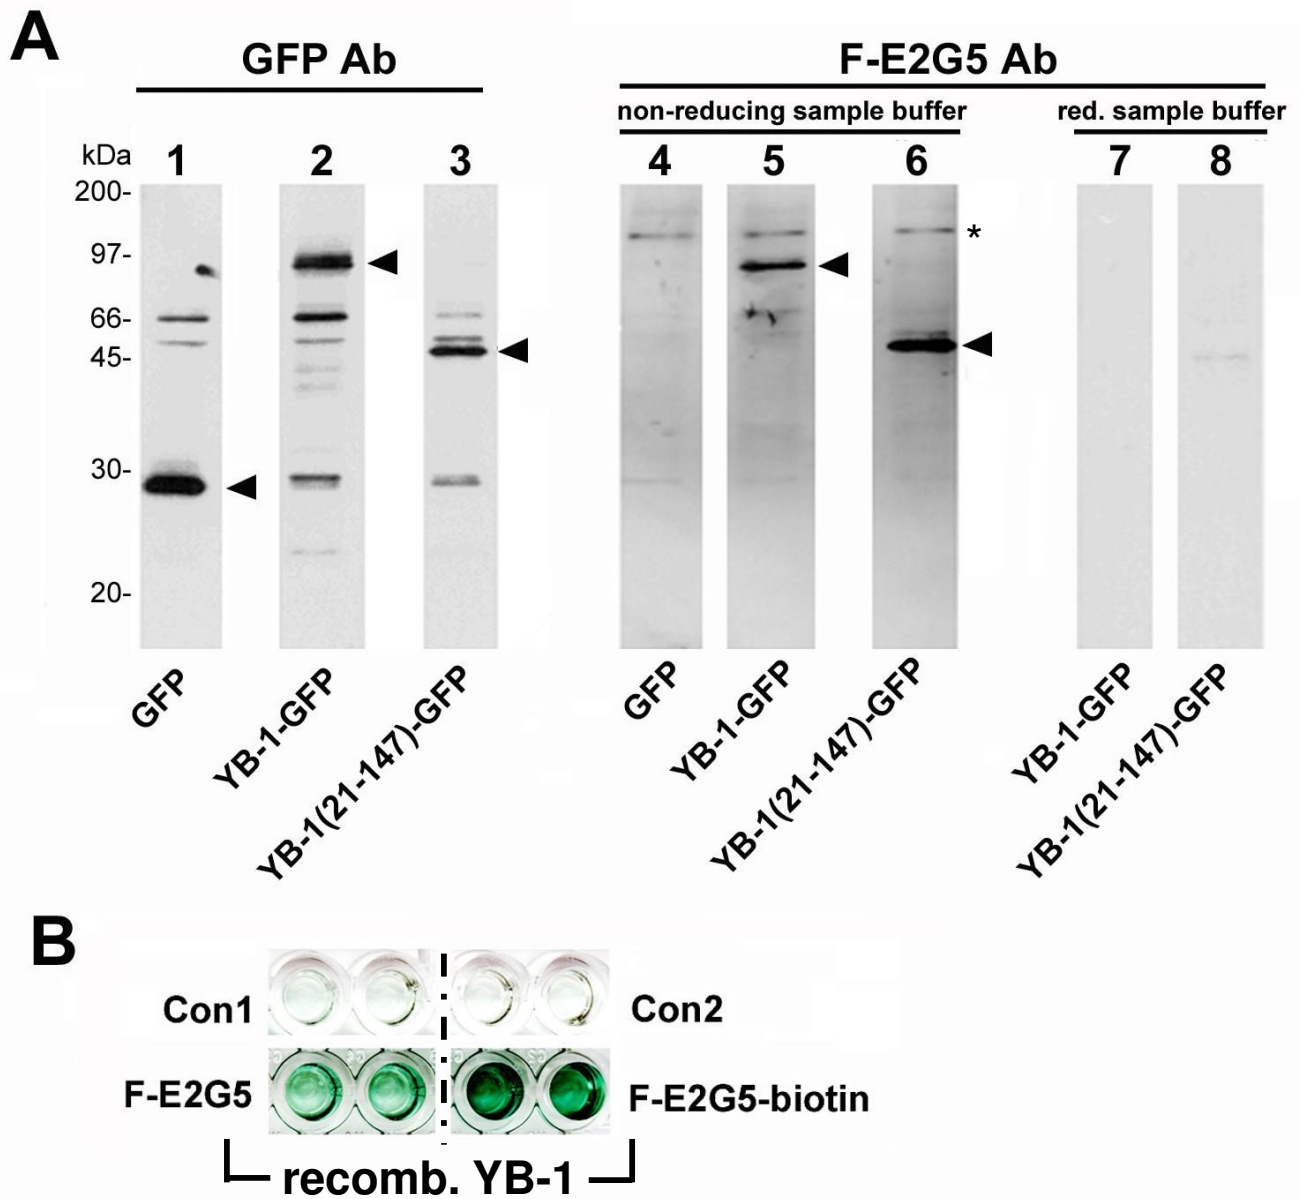 A
GFP Ab
F-E2G5 Ab
non-reducing sample buffer
red. sample buffer
kDa
1
2
3
4
5
6
7
8
200-
97-
66-
45-
30-
20-
*
GFP
YB-1-GFP
YB-1(21-147)-GFP
GFP
YB-1-GFP
YB-1(21-147)-GFP
YB-1-GFP
YB-1(21-147)-GFP
B
Con1
Con2
F-E2G5
F-E2G5-biotin
recomb. YB-1